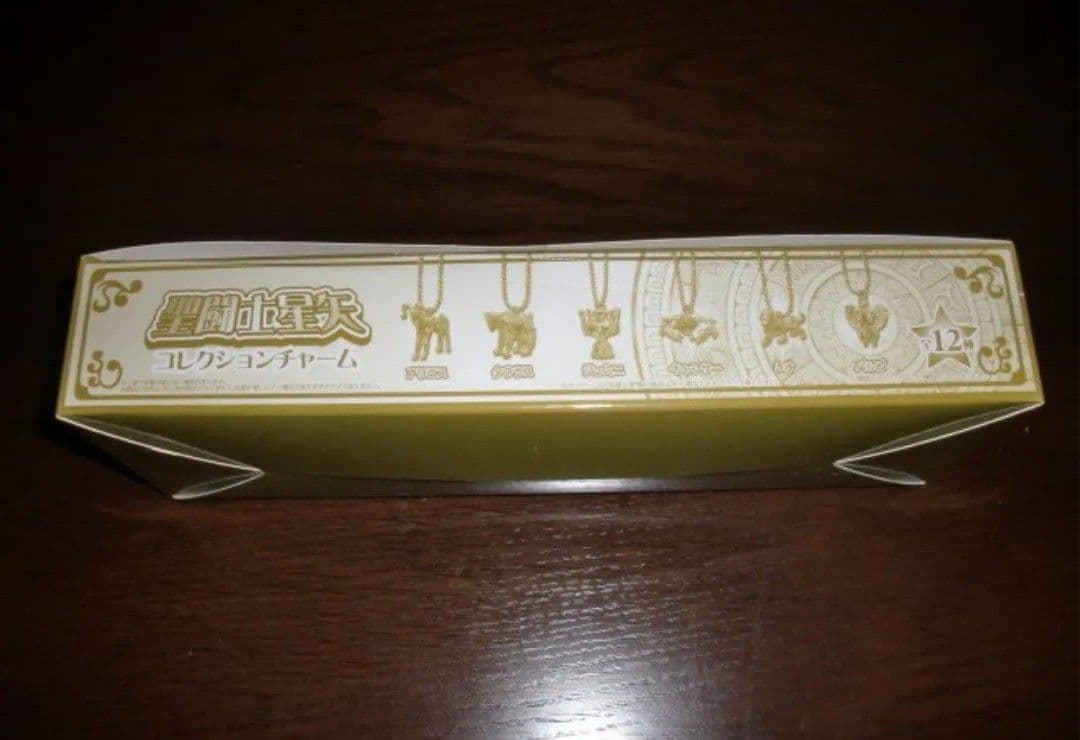 聖闘士星矢
コレクションチャーム
アリエス
タウラス
ジェミニ
キャンサー
レオ
バルゴ
全12種